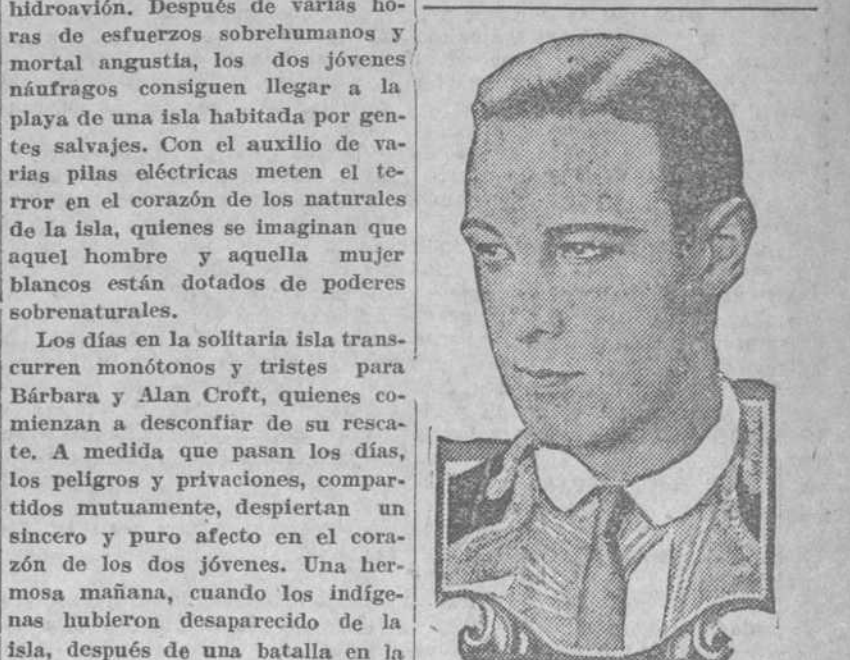 hidroavión. Después de varias ho-
ras de esfuerzos sobrehumanos y
mortal angustia, los dos jóvenes
náufragos consiguen llegar a la
playa de una isla habitada por gen-
tes salvajes. Con el auxilio de va-
rias pilas eléctricas meten el te-
rror en el corazón de los naturales
de la isla, quienes se imaginan que
aquel hombre y aquella mujer
blancos están dotados de poderes
sobrenaturales.
Los días en la solitaria isla trans-
curren monótonos y tristes para
Bárbara y Alan Croft, quienes co-
mienzan a desconfiar de su resca-
te. A medida que pasan los días,
los peligros y privaciones, compar-
tidos mutuamente, despiertan un
sincero y puro afecto en el cora-
zón de los dos jóvenes. Una her-
mosa mañana, cuando los indíge-
nas hubieron desaparecido de la
isla, después de una batalla en la